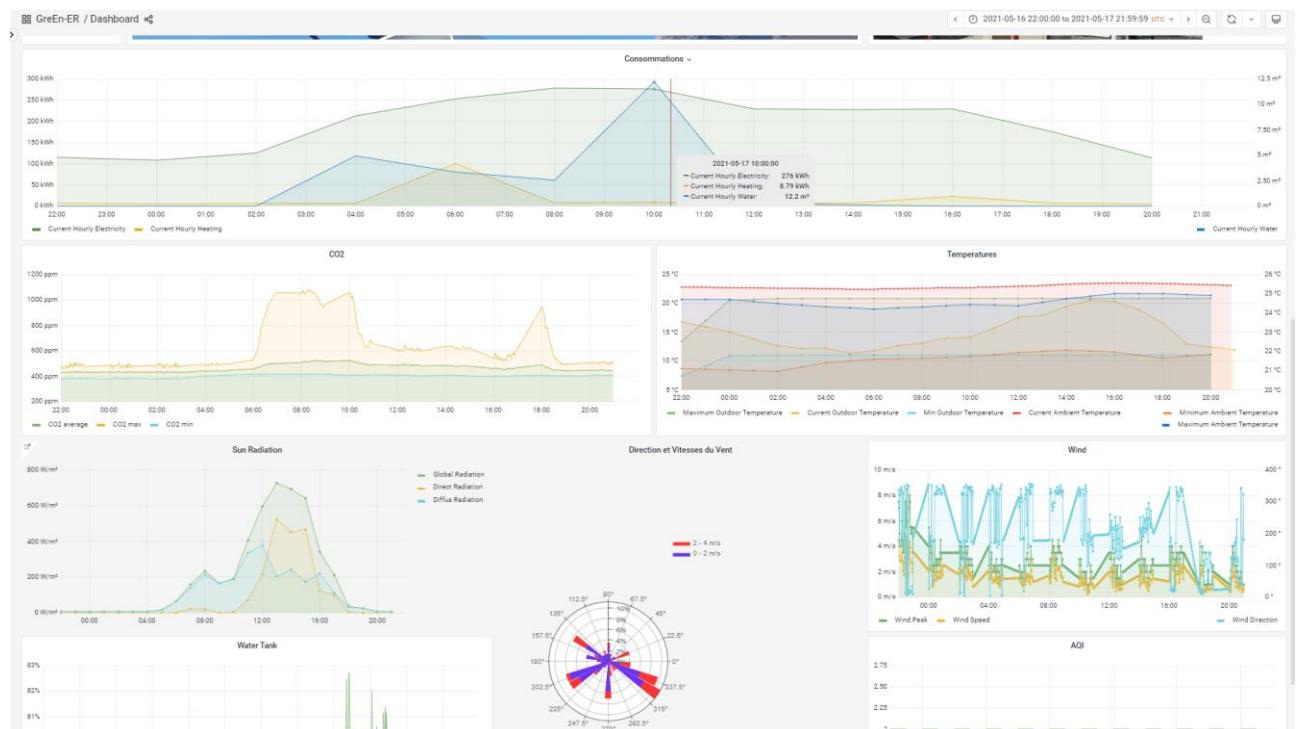 GreEn-ER / Dashboard
2021-05-16 22:00:00 to 2021-05-17 21:59:59 UTC
Consommations
300 kWh
250 kWh
200 kWh
150 kWh
100 kWh
50 kWh
0 kWh
12.5 m³
10 m³
7.50 m³
5 m³
2.50 m³
0 m³
22:00 23:00 00:00 01:00 02:00 03:00 04:00 05:00 06:00 07:00 08:00 09:00 10:00 11:00 12:00 13:00 14:00 15:00 16:00 17:00 18:00 19:00 20:00 21:00
2021-05-17 10:00:00
Current Hourly Electricity: 276 kWh
Current Hourly Heating: 8.79 kWh
Current Hourly Water: 12.2 m³
Current Hourly Electricity Current Hourly Heating Current Hourly Water
CO2
1200 ppm
1000 ppm
800 ppm
600 ppm
400 ppm
200 ppm
22:00 00:00 02:00 04:00 06:00 08:00 10:00 12:00 14:00 16:00 18:00 20:00
CO2 average CO2 max CO2 min
Temperatures
25 °C
20 °C
15 °C
10 °C
5 °C
26 °C
25 °C
24 °C
23 °C
22 °C
21 °C
20 °C
22:00 00:00 02:00 04:00 06:00 08:00 10:00 12:00 14:00 16:00 18:00 20:00
Maximum Outdoor Temperature Current Outdoor Temperature Min Outdoor Temperature Current Ambient Temperature Minimum Ambient Temperature
Maximum Ambient Temperature
Sun Radiation
800 W/m²
600 W/m²
400 W/m²
200 W/m²
0 W/m²
00:00 04:00 08:00 12:00 16:00 20:00
Global Radiation
Direct Radiation
Diffus Radiation
Direction et Vitesses du Vent
2 - 4 m/s
0 - 2 m/s
90°
112.5° 67.5°
135° 45°
157.5° 22.5°
180° 0°
202.5° 337.5°
225° 315°
247.5° 292.5°
10%
8%
6%
4%
2%
Wind
10 m/s
8 m/s
6 m/s
4 m/s
2 m/s
0 m/s
400 °
300 °
200 °
100 °
0 °
00:00 04:00 08:00 12:00 16:00 20:00
Wind Peak Wind Speed Wind Direction
Water Tank
83%
82%
81%
AQI
2.75
2.50
2.25